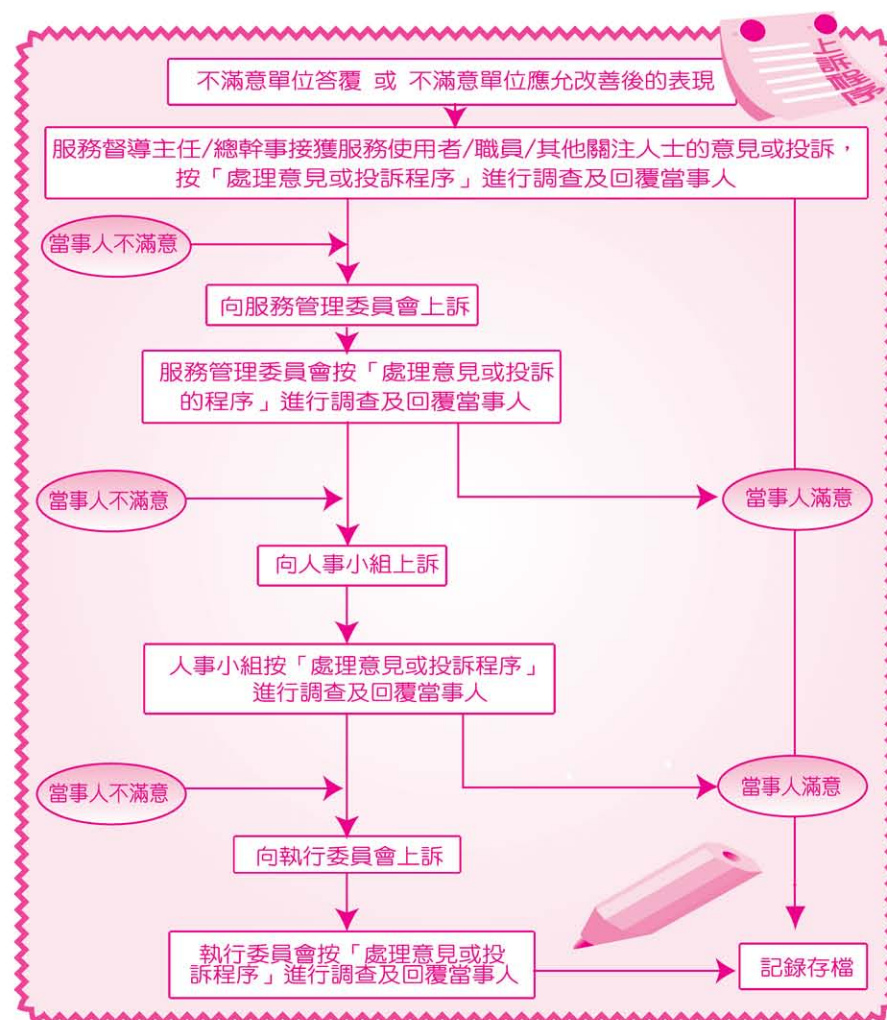 上訴程序
不滿意單位答覆 或 不滿意單位應允改善後的表現
服務督導主任/總幹事接獲服務使用者/職員/其他關注人士的意見或投訴，
按「處理意見或投訴程序」進行調查及回覆當事人
當事人不滿意
向服務管理委員會上訴
服務管理委員會按「處理意見或投訴
的程序」進行調查及回覆當事人
當事人不滿意
當事人滿意
向人事小組上訴
人事小組按「處理意見或投訴程序」
進行調查及回覆當事人
當事人不滿意
當事人滿意
向執行委員會上訴
執行委員會按「處理意見或投
訴程序」進行調查及回覆當事人
記錄存檔